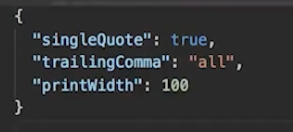 {
  "singleQuote": true,
  "trailingComma": "all",
  "printWidth": 100
}